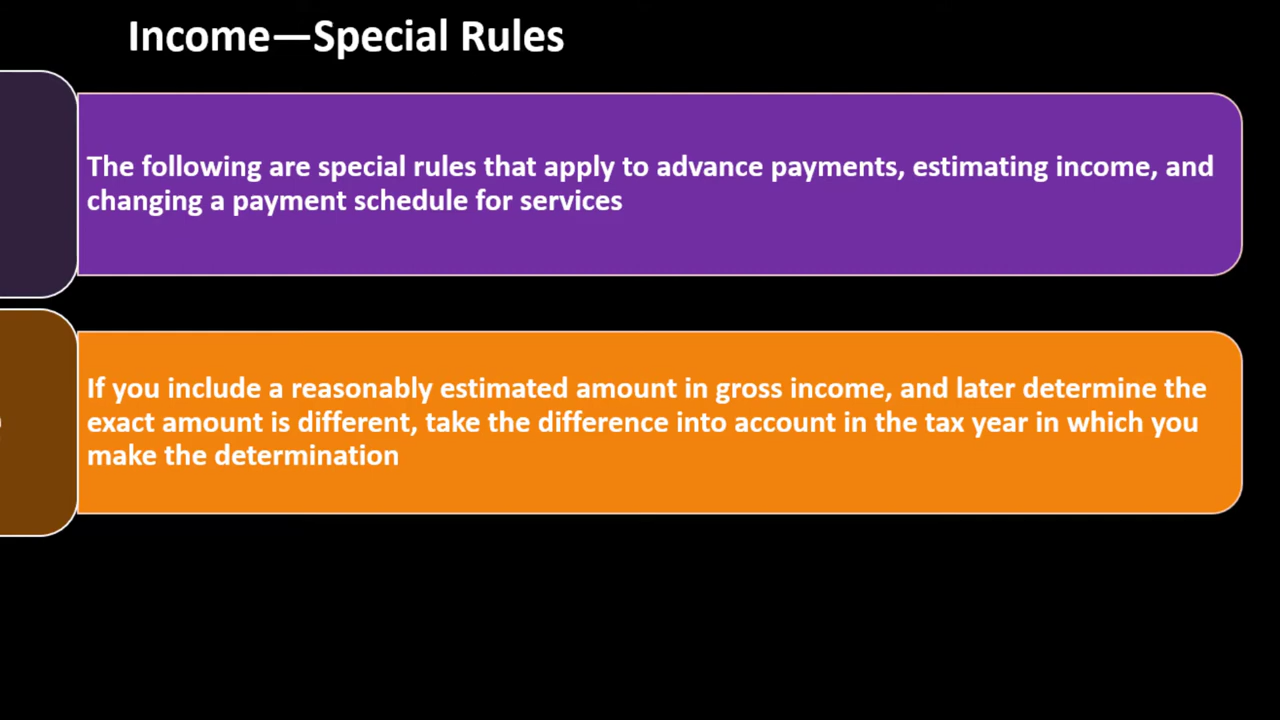 Income—Special Rules
The following are special rules that apply to advance payments, estimating income, and
changing a payment schedule for services
If you include a reasonably estimated amount in gross income, and later determine the
exact amount is different, take the difference into account in the tax year in which you
make the determination